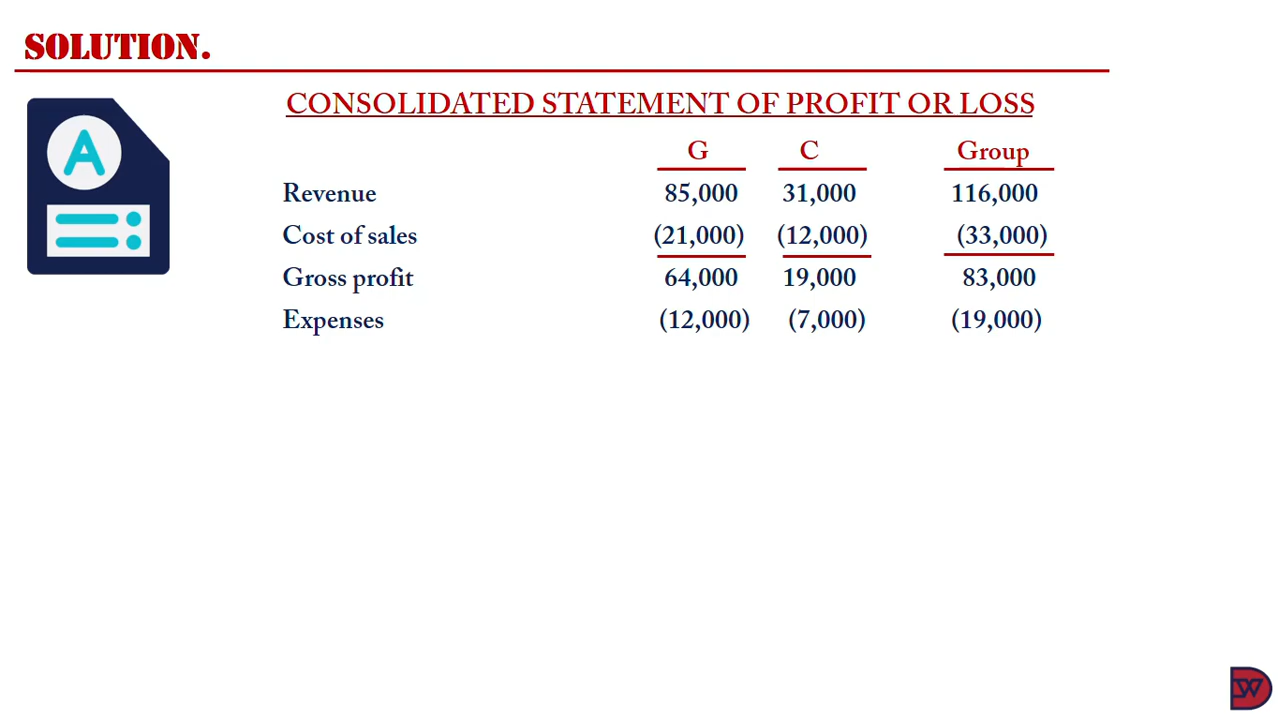 SOLUTION.
CONSOLIDATED STATEMENT OF PROFIT OR LOSS
G C Group
Revenue 85,000 31,000 116,000
Cost of sales (21,000) (12,000) (33,000)
Gross profit 64,000 19,000 83,000
Expenses (12,000) (7,000) (19,000)
A
DW